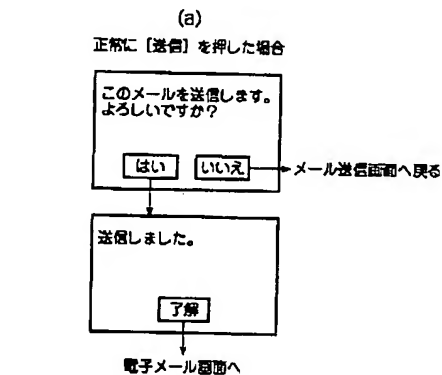 (a)
正常に［送信］を押した場合
このメールを送信します。
よろしいですか？
はい
いいえ
メール送信画面へ戻る
送信しました。
了解
電子メール画面へ